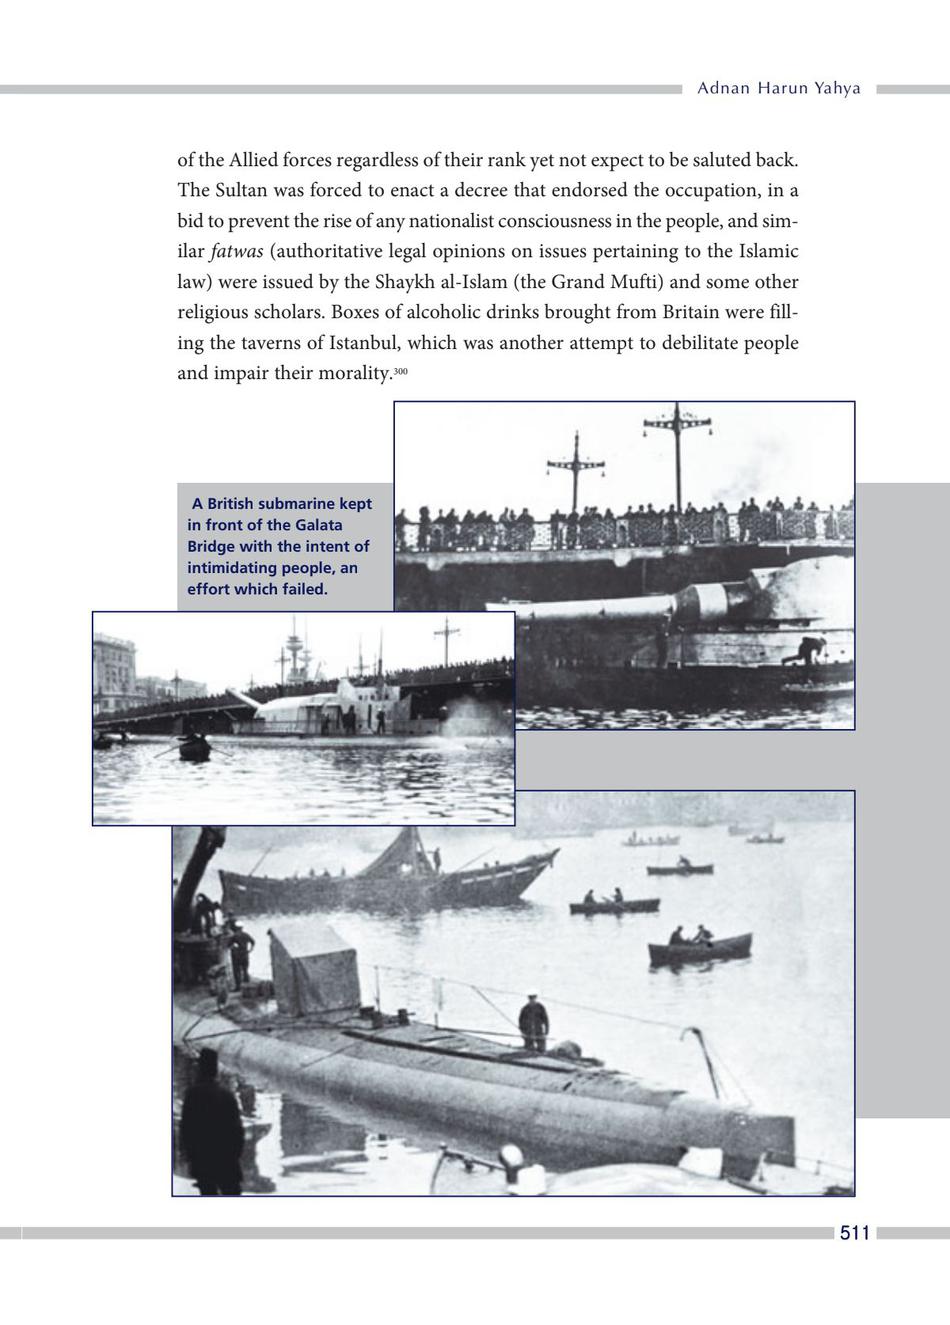 Adnan Harun Yahya
of the Allied forces regardless of their rank yet not expect to be saluted back.
The Sultan was forced to enact a decree that endorsed the occupation, in a
bid to prevent the rise of any nationalist consciousness in the people, and sim-
ilar fatwas (authoritative legal opinions on issues pertaining to the Islamic
law) were issued by the Shaykh al-Islam (the Grand Mufti) and some other
religious scholars. Boxes of alcoholic drinks brought from Britain were fill-
ing the taverns of Istanbul, which was another attempt to debilitate people
and impair their morality.300
A British submarine kept
in front of the Galata
Bridge with the intent of
intimidating people, an
effort which failed.
511